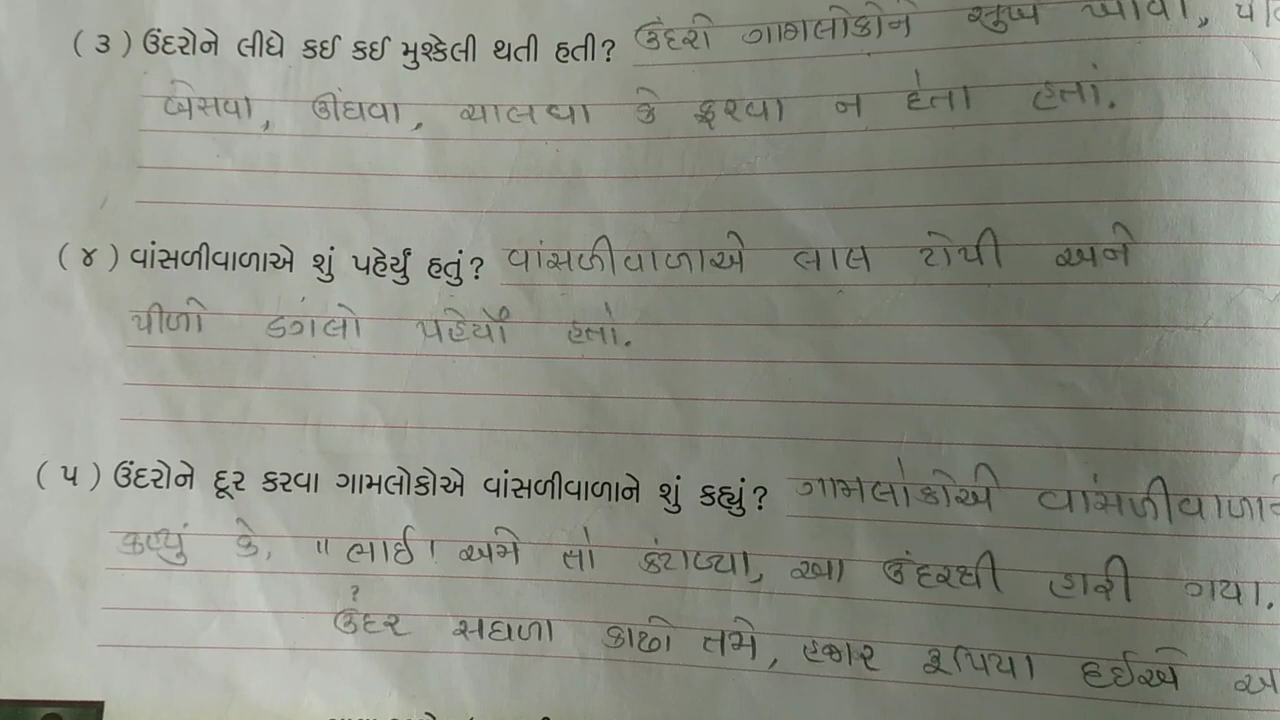 (૩) ઉંદરોને લીધે કઈ કઈ મુશ્કેલી થતી હતી? ઉંદરો ગામલોકોને સુખે ખાવા,
બેસવા, ઊંઘવા, ચાલવા કે ફરવા ન દેતા હતાં.
(૪) વાંસળીવાળાએ શું પહેર્યું હતું? વાંસળીવાળાએ લાલ ટોપી અને
પીળો ડગલો પહેર્યો હતો.
(૫) ઉંદરોને દૂર કરવા ગામલોકોએ વાંસળીવાળાને શું કહ્યું? ગામલોકોએ વાંસળીવાળાને
કહ્યું કે, "ભાઈ! અમે તો કંટાળ્યા, આ ઉંદરથી હારી ગયા.
?
ઉંદર સઘળા કાઢો તમે, હજાર રૂપિયા દઈએ અ